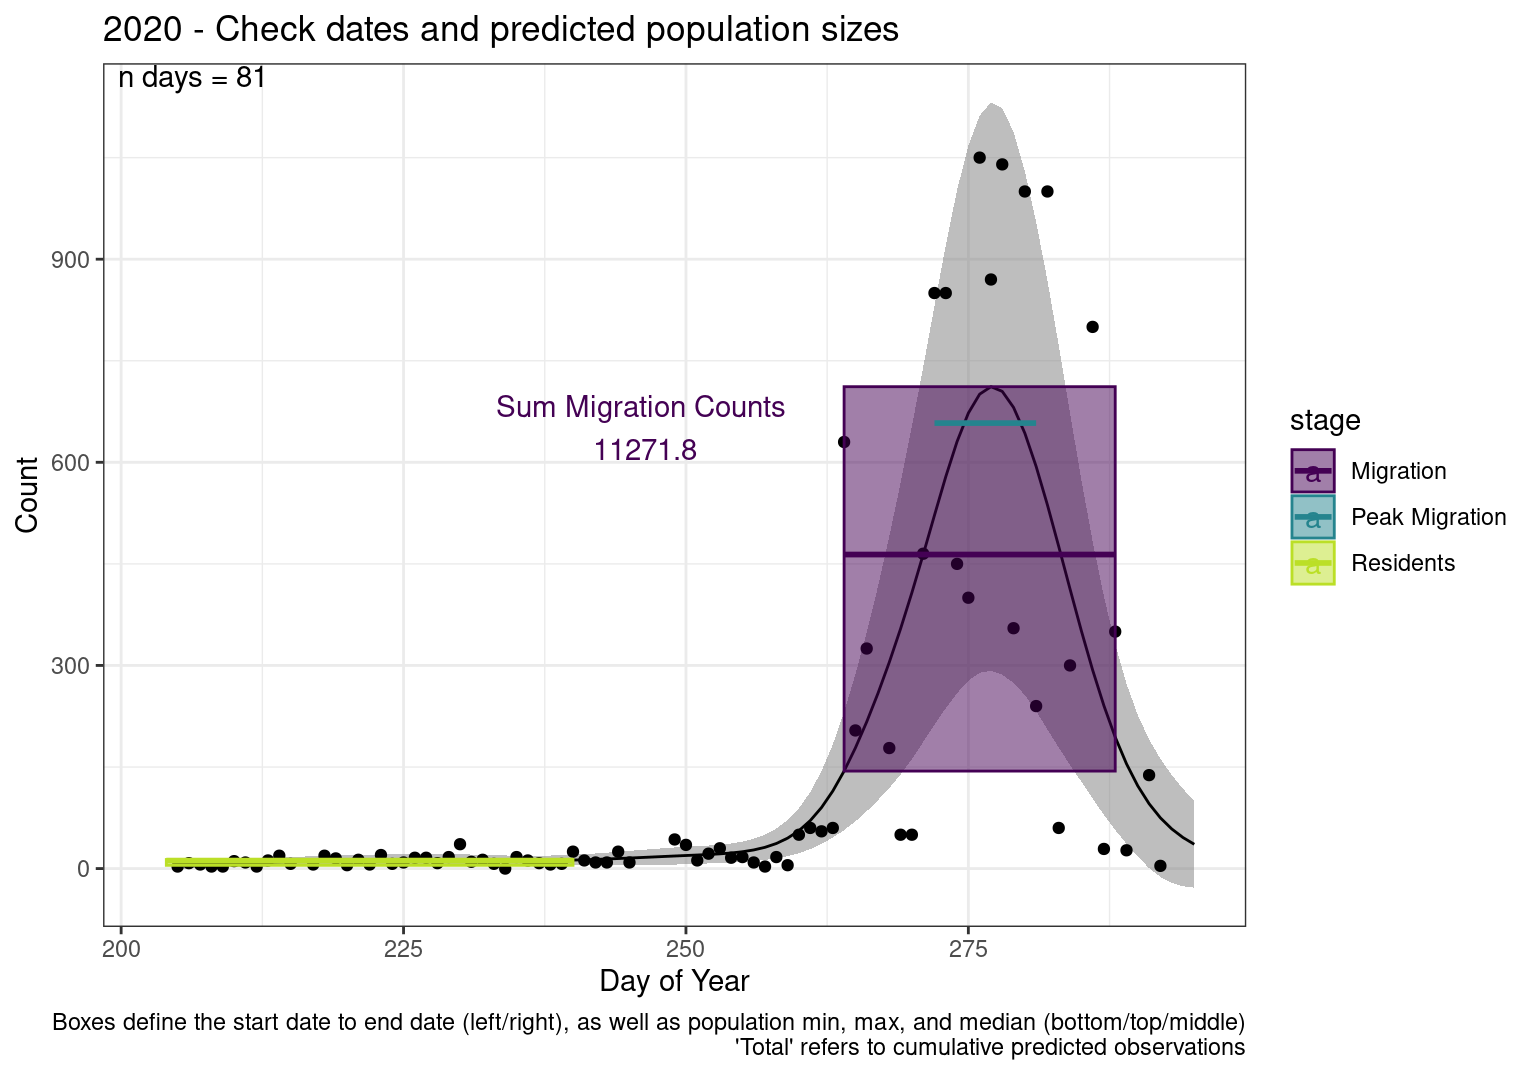 2020 - Check dates and predicted population sizes
n days = 81
900
600
300
0
Count
Sum Migration Counts
11271.8
200
225
250
275
Day of Year
stage
a Migration
a Peak Migration
a Residents
Boxes define the start date to end date (left/right), as well as population min, max, and median (bottom/top/middle)
'Total' refers to cumulative predicted observations